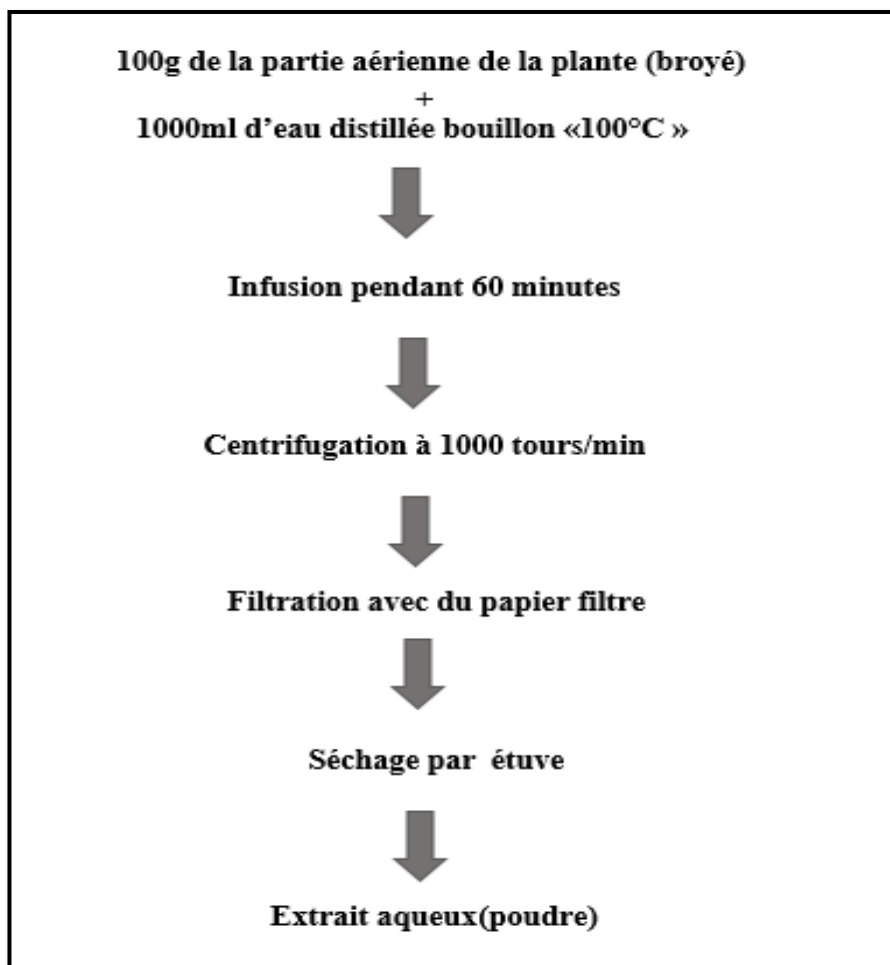 100g de la partie aérienne de la plante (broyé)
+
1000ml d’eau distillée bouillon «100°C »
Infusion pendant 60 minutes
Centrifugation à 1000 tours/min
Filtration avec du papier filtre
Séchage par étuve
Extrait aqueux(poudre)